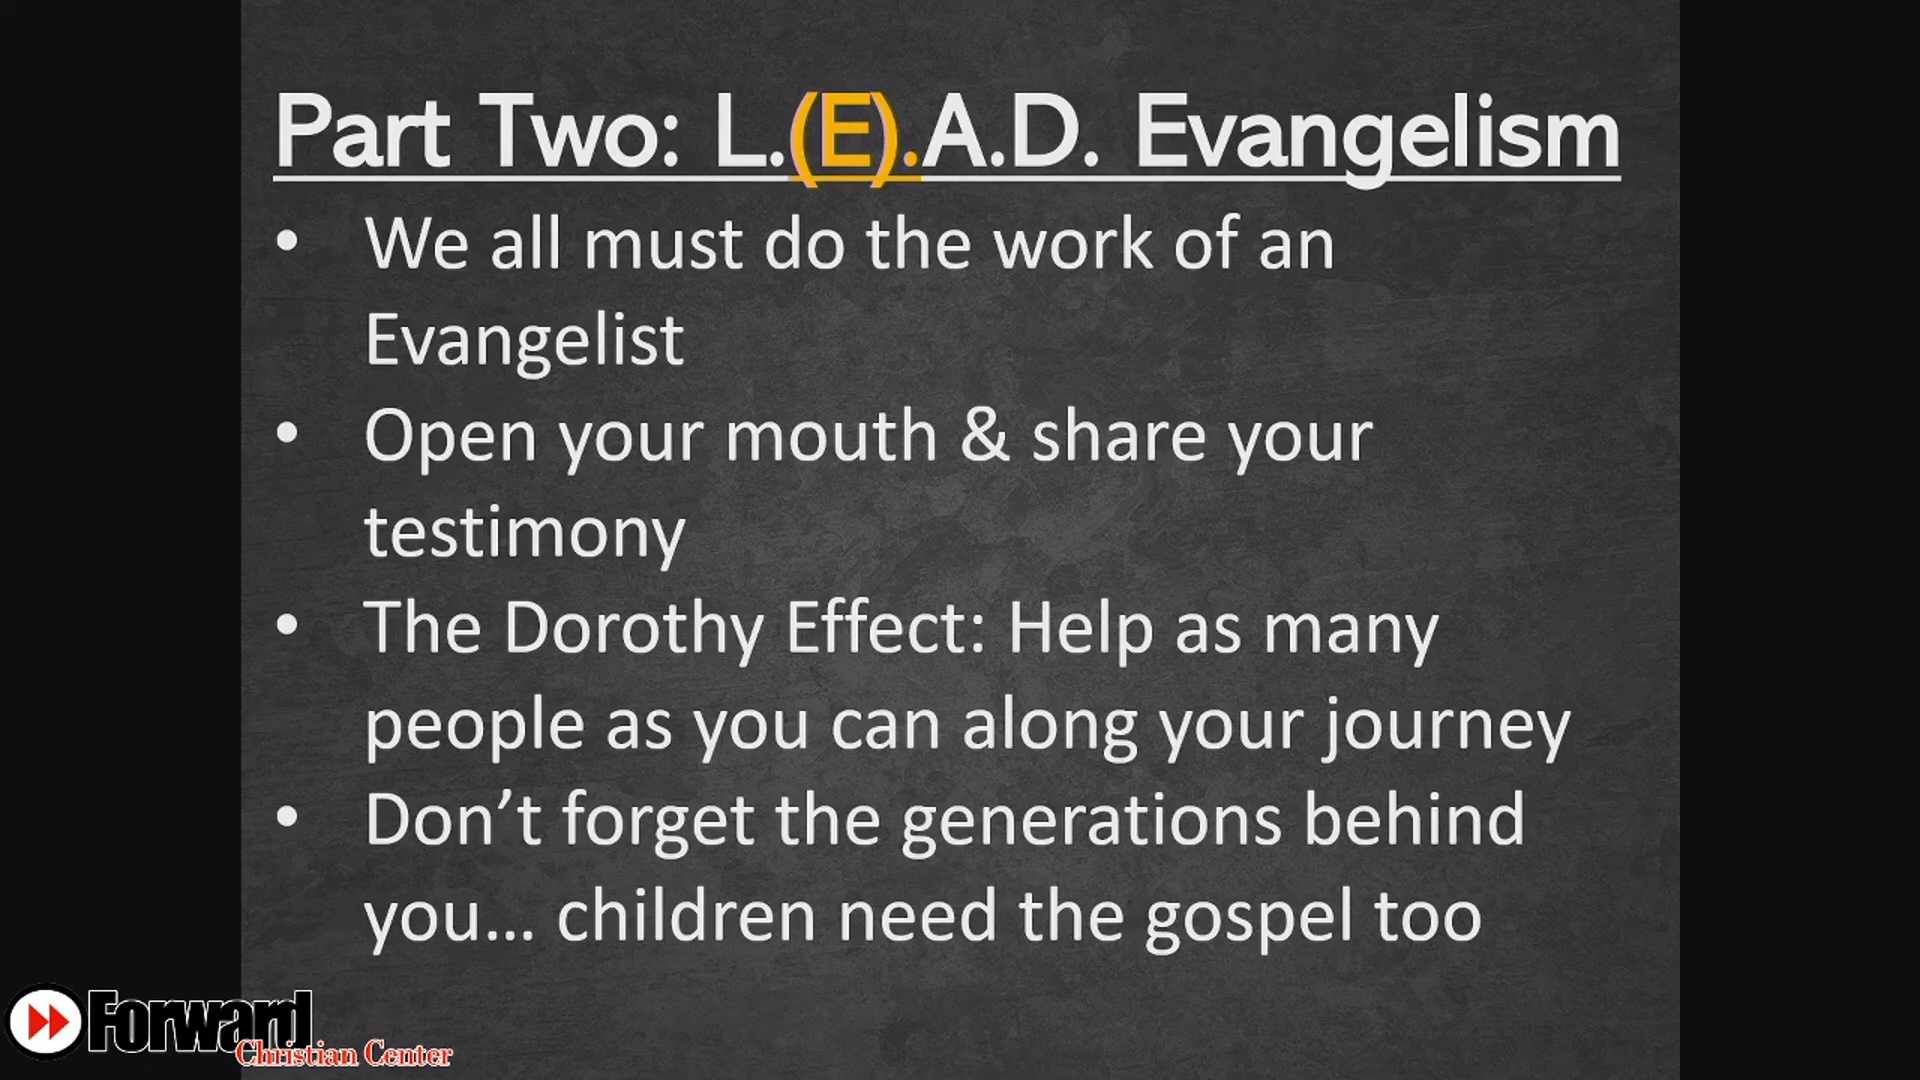 Part Two: L.(E).A.D. Evangelism
• We all must do the work of an
Evangelist
• Open your mouth & share your
testimony
• The Dorothy Effect: Help as many
people as you can along your journey
• Don’t forget the generations behind
you... children need the gospel too
Forward
Christian Center